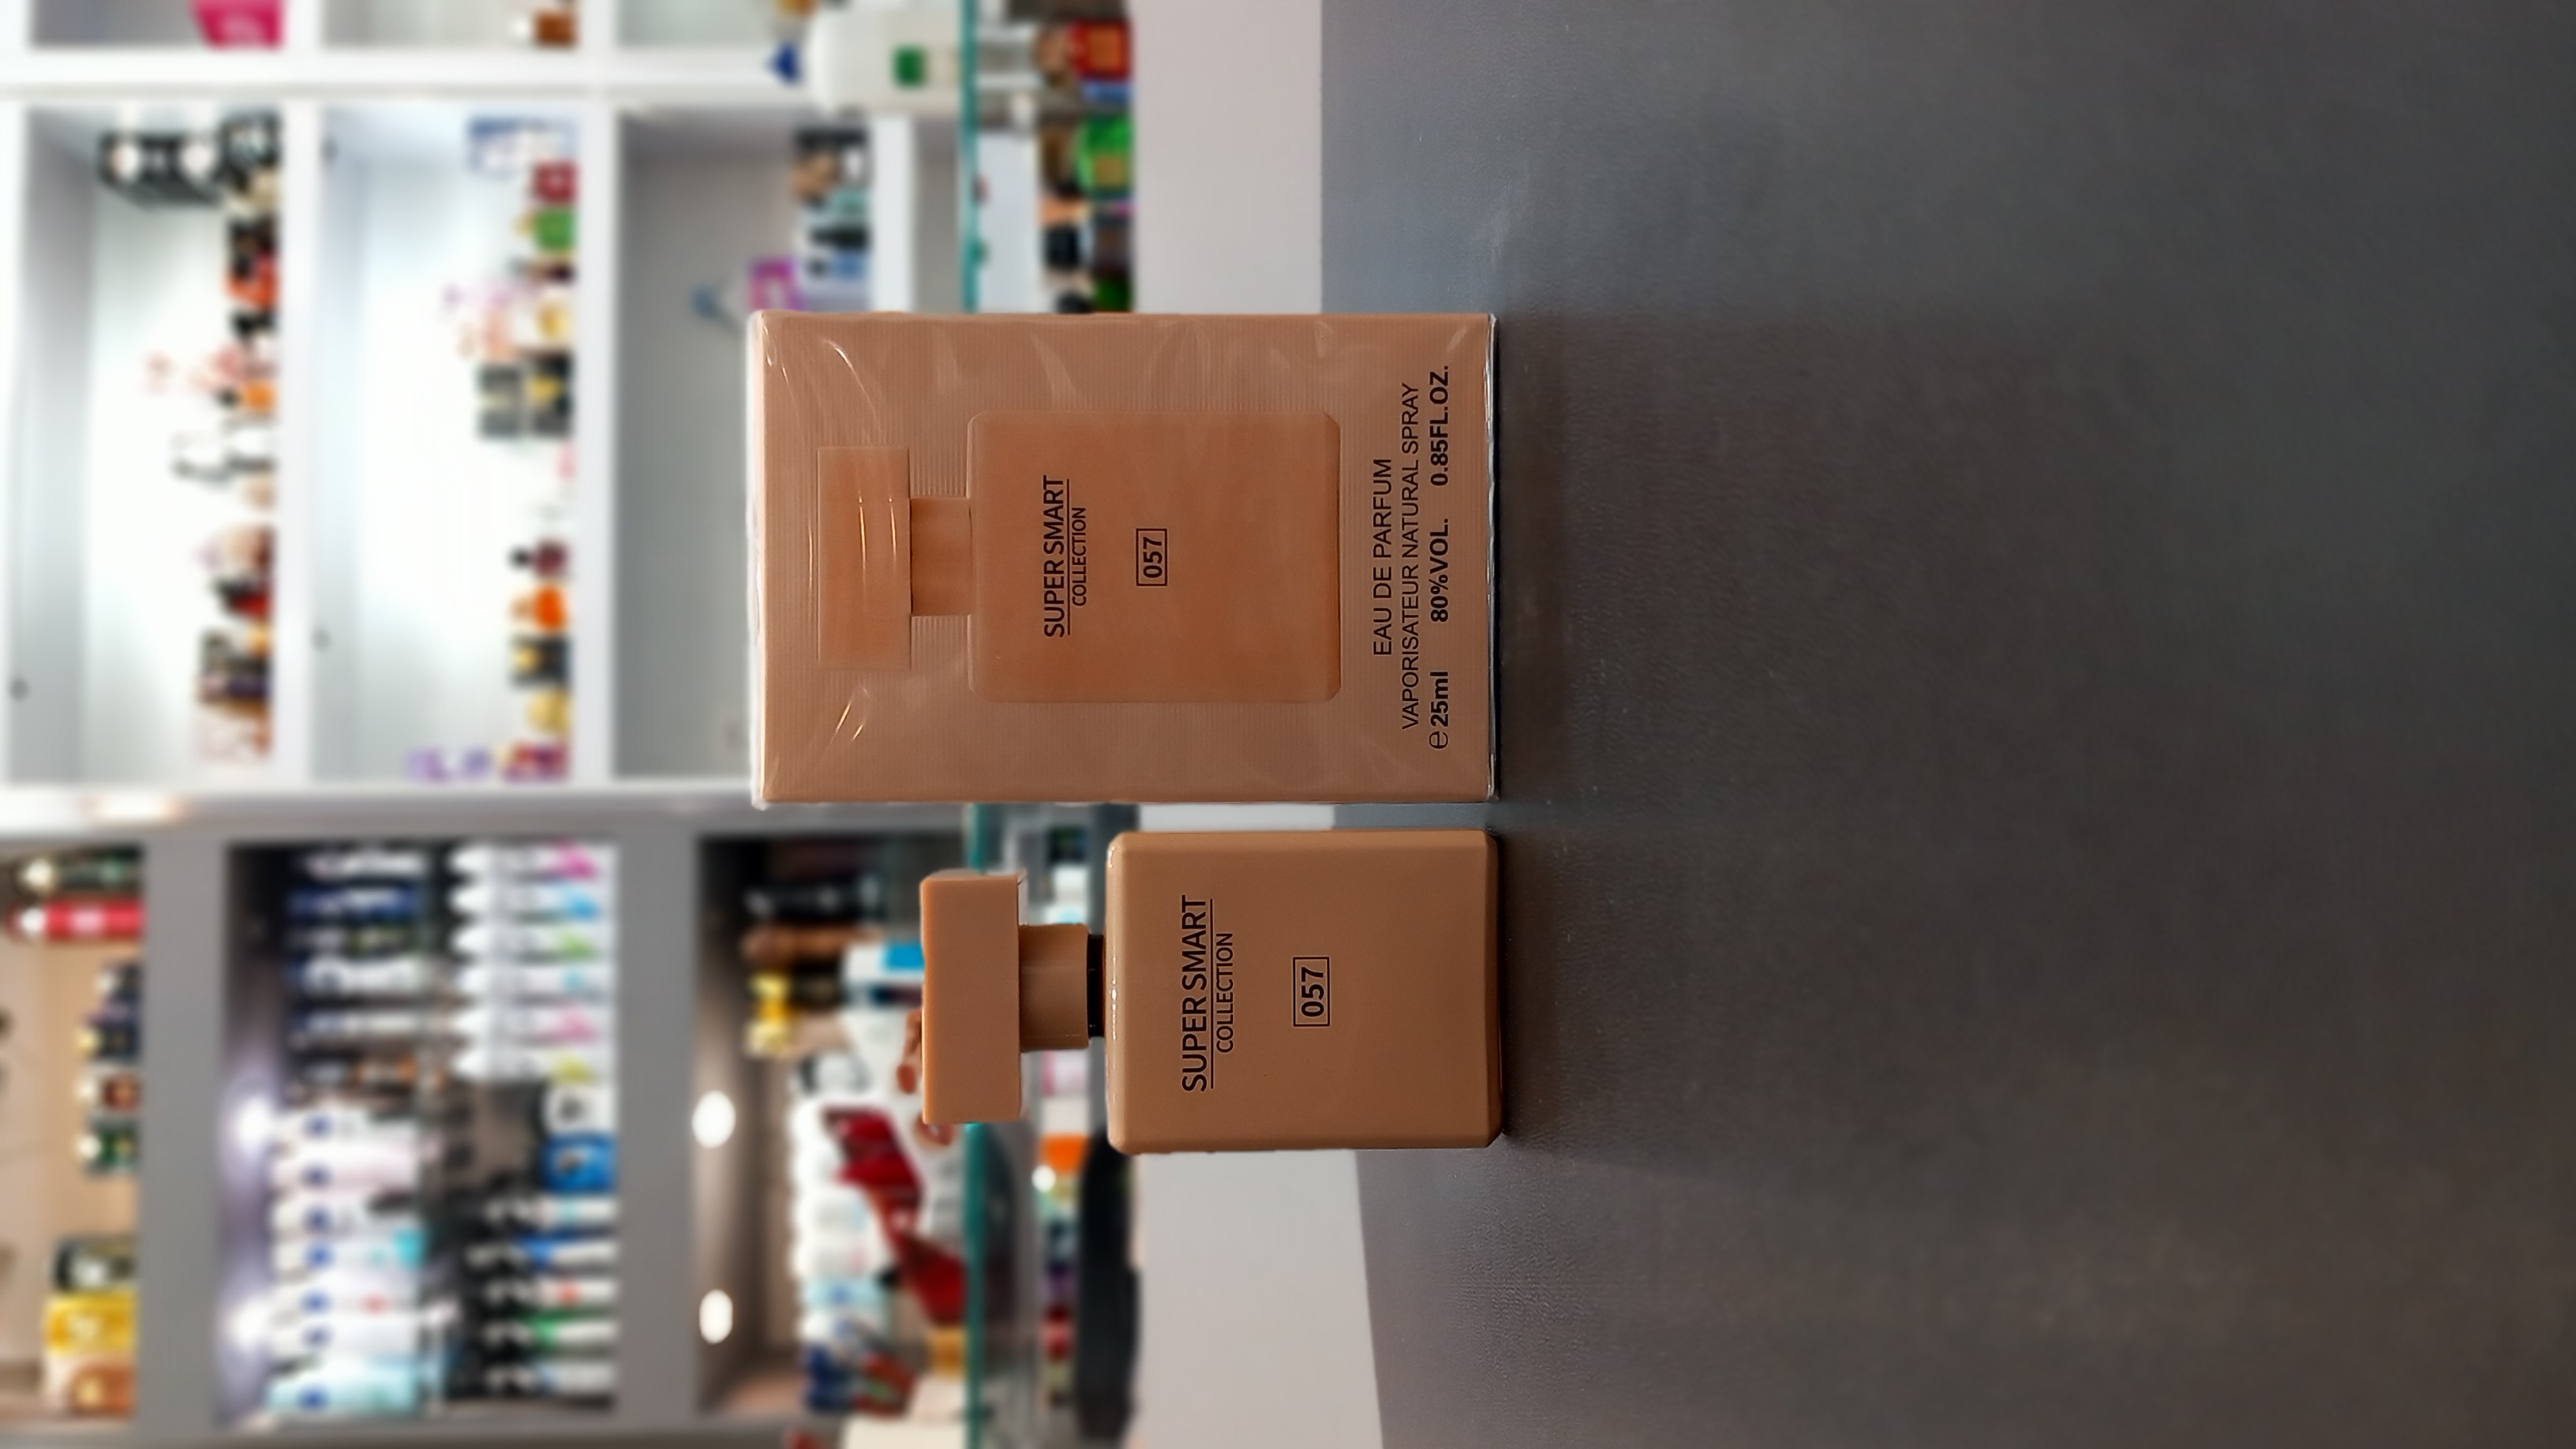 SUPER SMART
COLLECTION
057
SUPER SMART
COLLECTION
057
EAU DE PARFUM
VAPORISATEUR NATURAL SPRAY
℮ 25ml 80%VOL. 0.85FL.OZ.